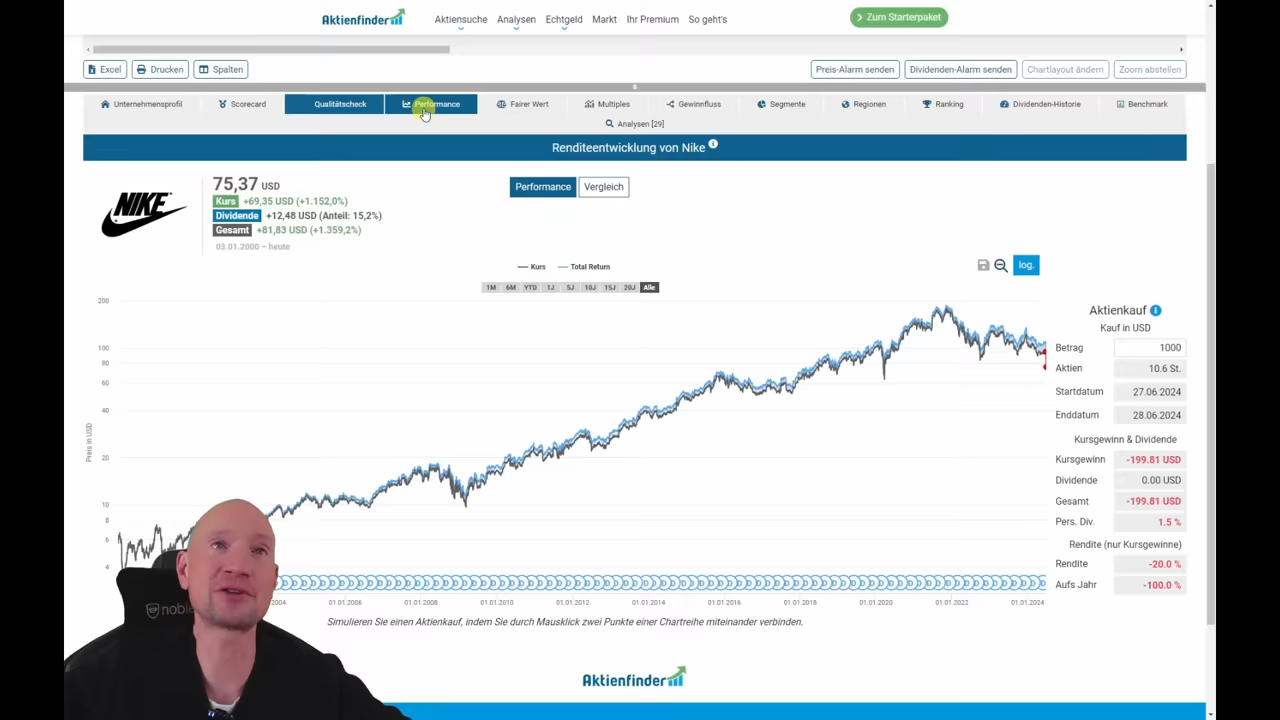 Aktienfinder
Aktiensuche Analysen Echtgeld Markt Ihr Premium So geht's
Zum Starterpaket
Excel Drucken Spalten
Preis-Alarm senden Dividenden-Alarm senden Chartlayout ändern Zoom abstellen
Unternehmensprofil Scorecard Qualitätscheck Performance Fairer Wert Multiples Gewinnfluss Segmente Regionen Ranking Dividenden-Historie Benchmark
Analysen [29]
Renditeentwicklung von Nike
NIKE
75,37 USD
Kurs +69,35 USD (+1.152,0%)
Dividende +12,48 USD (Anteil: 15,2%)
Gesamt +81,83 USD (+1.359,2%)
03.01.2000 – heute
Performance Vergleich
Kurs Total Return
log.
1M 6M YTD 1J 5J 10J 15J 20J Alle
200
100
80
60
40
20
10
8
6
4
Preis in USD
2004 01.01.2006 01.01.2008 01.01.2010 01.01.2012 01.01.2014 01.01.2016 01.01.2018 01.01.2020 01.01.2022 01.01.2024
Simulieren Sie einen Aktienkauf, indem Sie durch Mausklick zwei Punkte einer Chartreihe miteinander verbinden.
Aktienkauf
Kauf in USD
Betrag 1000
Aktien 10.6 St.
Startdatum 27.06.2024
Enddatum 28.06.2024
Kursgewinn & Dividende
Kursgewinn -199.81 USD
Dividende 0.00 USD
Gesamt -199.81 USD
Pers. Div. 1.5 %
Rendite (nur Kursgewinne)
Rendite -20.0 %
Aufs Jahr -100.0 %
noble
Aktienfinder